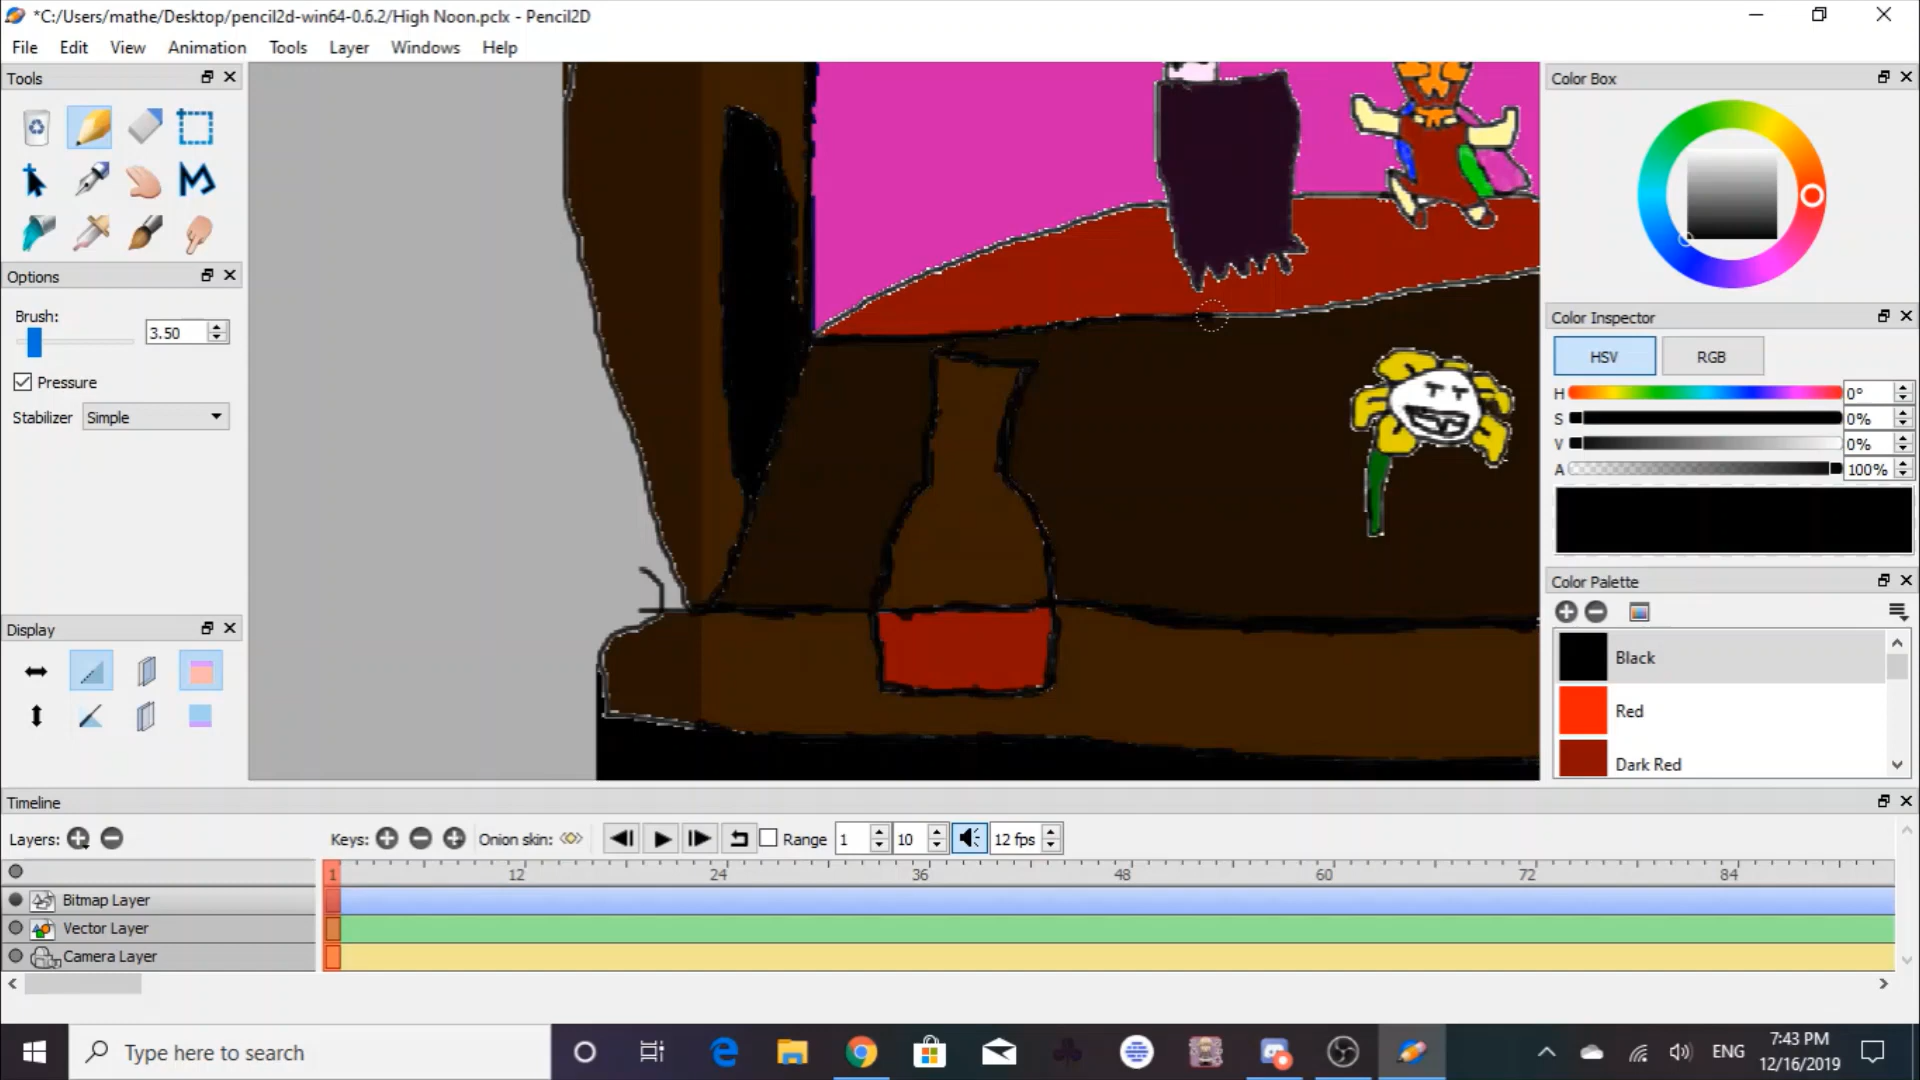 *C:/Users/mathe/Desktop/pencil2d-win64-0.6.2/High Noon.pclx - Pencil2D
File Edit View Animation Tools Layer Windows Help
Tools
Color Box
Options
Brush:
3.50
Pressure
Stabilizer Simple
Color Inspector
HSV RGB
H 0°
S 0%
V 0%
A 100%
Color Palette
Black
Red
Dark Red
Display
Timeline
Layers: Keys: Onion skin: Range 1 10 12 fps
1 12 24 36 48 60 72 84
Bitmap Layer
Vector Layer
Camera Layer
Type here to search
ENG
7:43 PM
12/16/2019